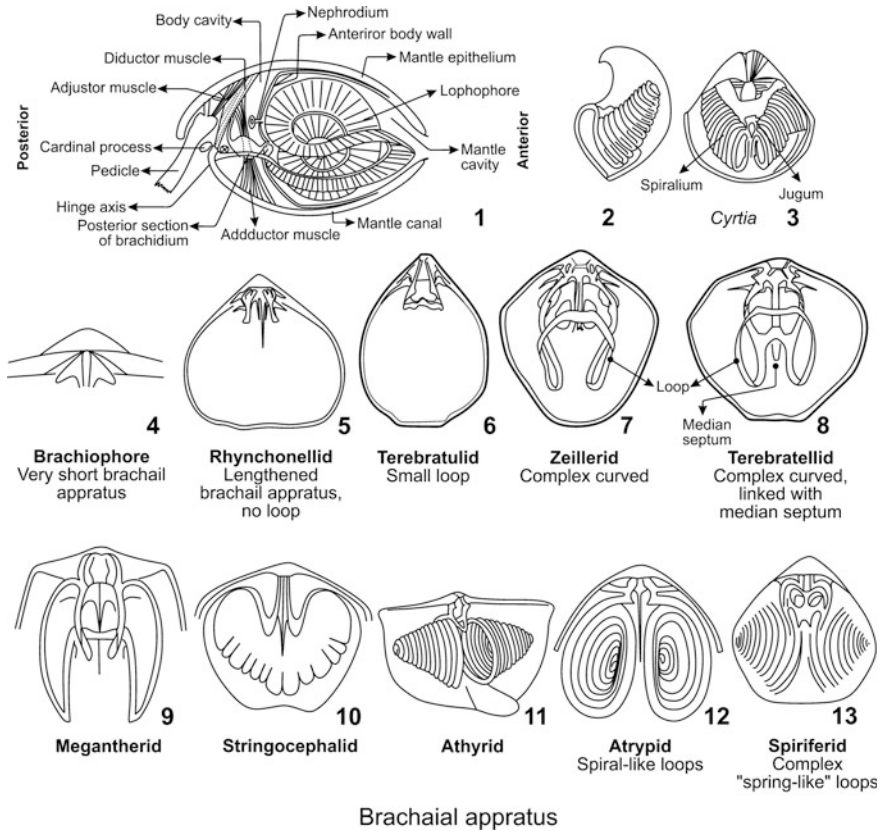 Body cavity
Nephrodium
Anteriror body wall
Diductor muscle
Mantle epithelium
Adjustor muscle
Lophophore
Posterior
Anterior
Cardinal process
Mantle cavity
Pedicle
Hinge axis
Posterior section of brachidium
Addductor muscle
Mantle canal
1
2
Spiralium
Jugum
Cyrtia
3
4
Brachiophore
Very short brachail
appratus
5
Rhynchonellid
Lengthened
brachail appratus,
no loop
6
Terebratulid
Small loop
7
Zeillerid
Complex curved
Loop
Median
septum
8
Terebratellid
Complex curved,
linked with
median septum
9
Megantherid
10
Stringocephalid
11
Athyrid
12
Atrypid
Spiral-like loops
13
Spiriferid
Complex
"spring-like" loops
Brachaial appratus